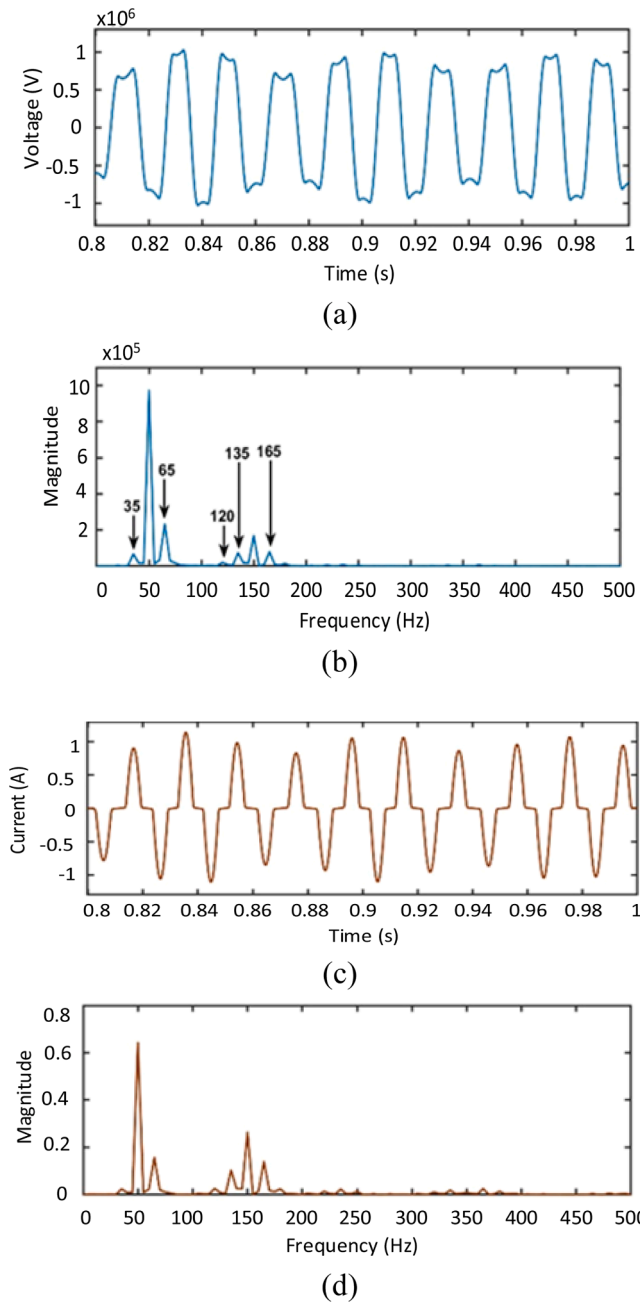 x10⁶
1
0.5
0
-0.5
-1
Voltage (V)
0.8 0.82 0.84 0.86 0.88 0.9 0.92 0.94 0.96 0.98 1
Time (s)
(a)
x10⁵
10
8
6
4
2
Magnitude
35
65
120
135
165
0 50 100 150 200 250 300 350 400 450 500
Frequency (Hz)
(b)
1
0.5
0
-0.5
-1
Current (A)
0.8 0.82 0.84 0.86 0.88 0.9 0.92 0.94 0.96 0.98 1
Time (s)
(c)
0.8
0.6
0.4
0.2
0
Magnitude
0 50 100 150 200 250 300 350 400 450 500
Frequency (Hz)
(d)